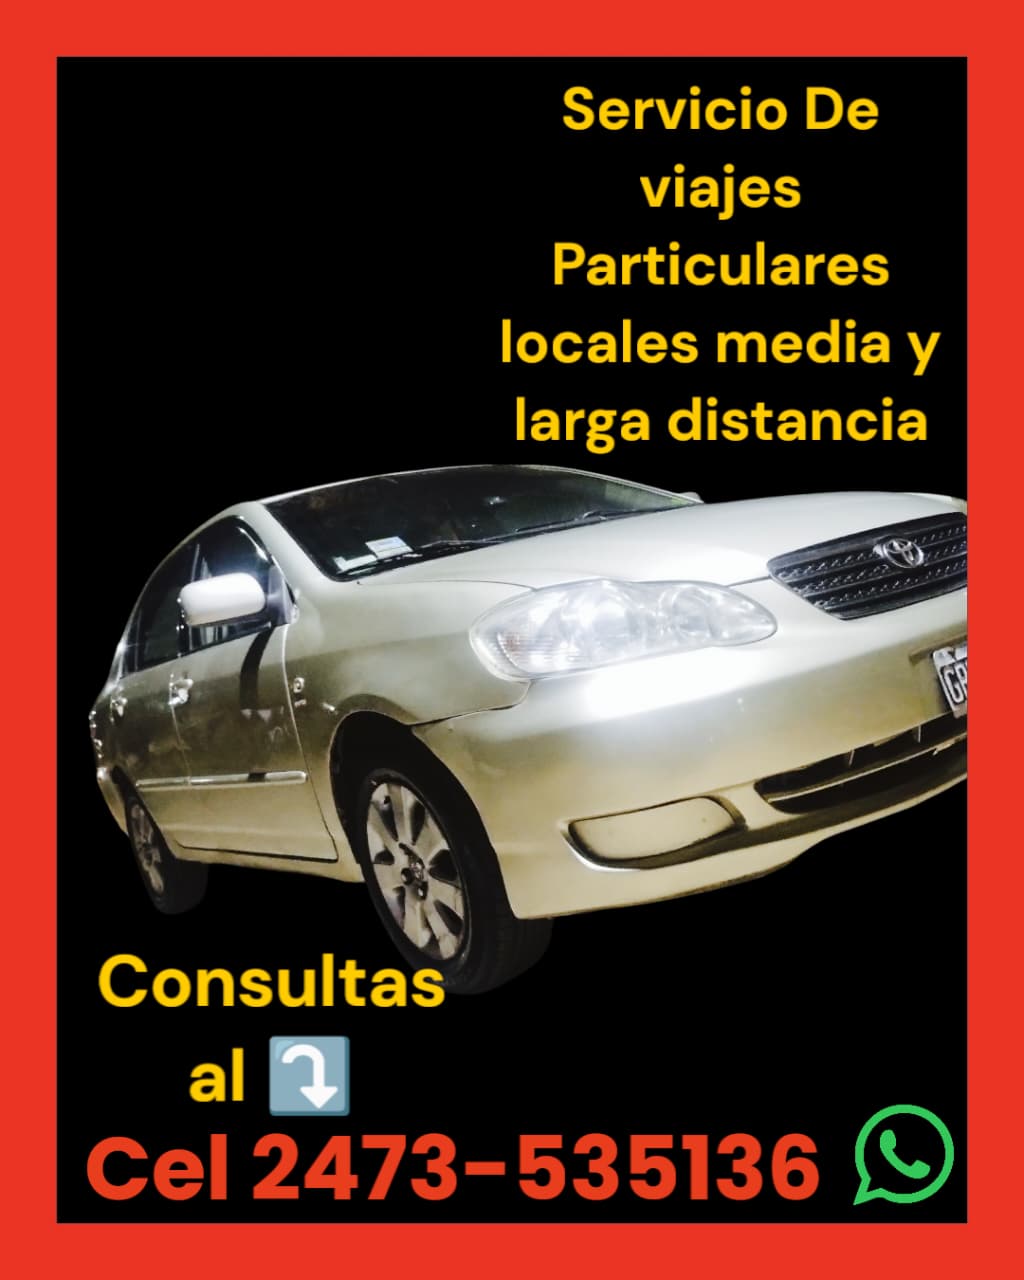 Servicio De
viajes
Particulares
locales media y
larga distancia
Consultas
al
Cel 2473-535136